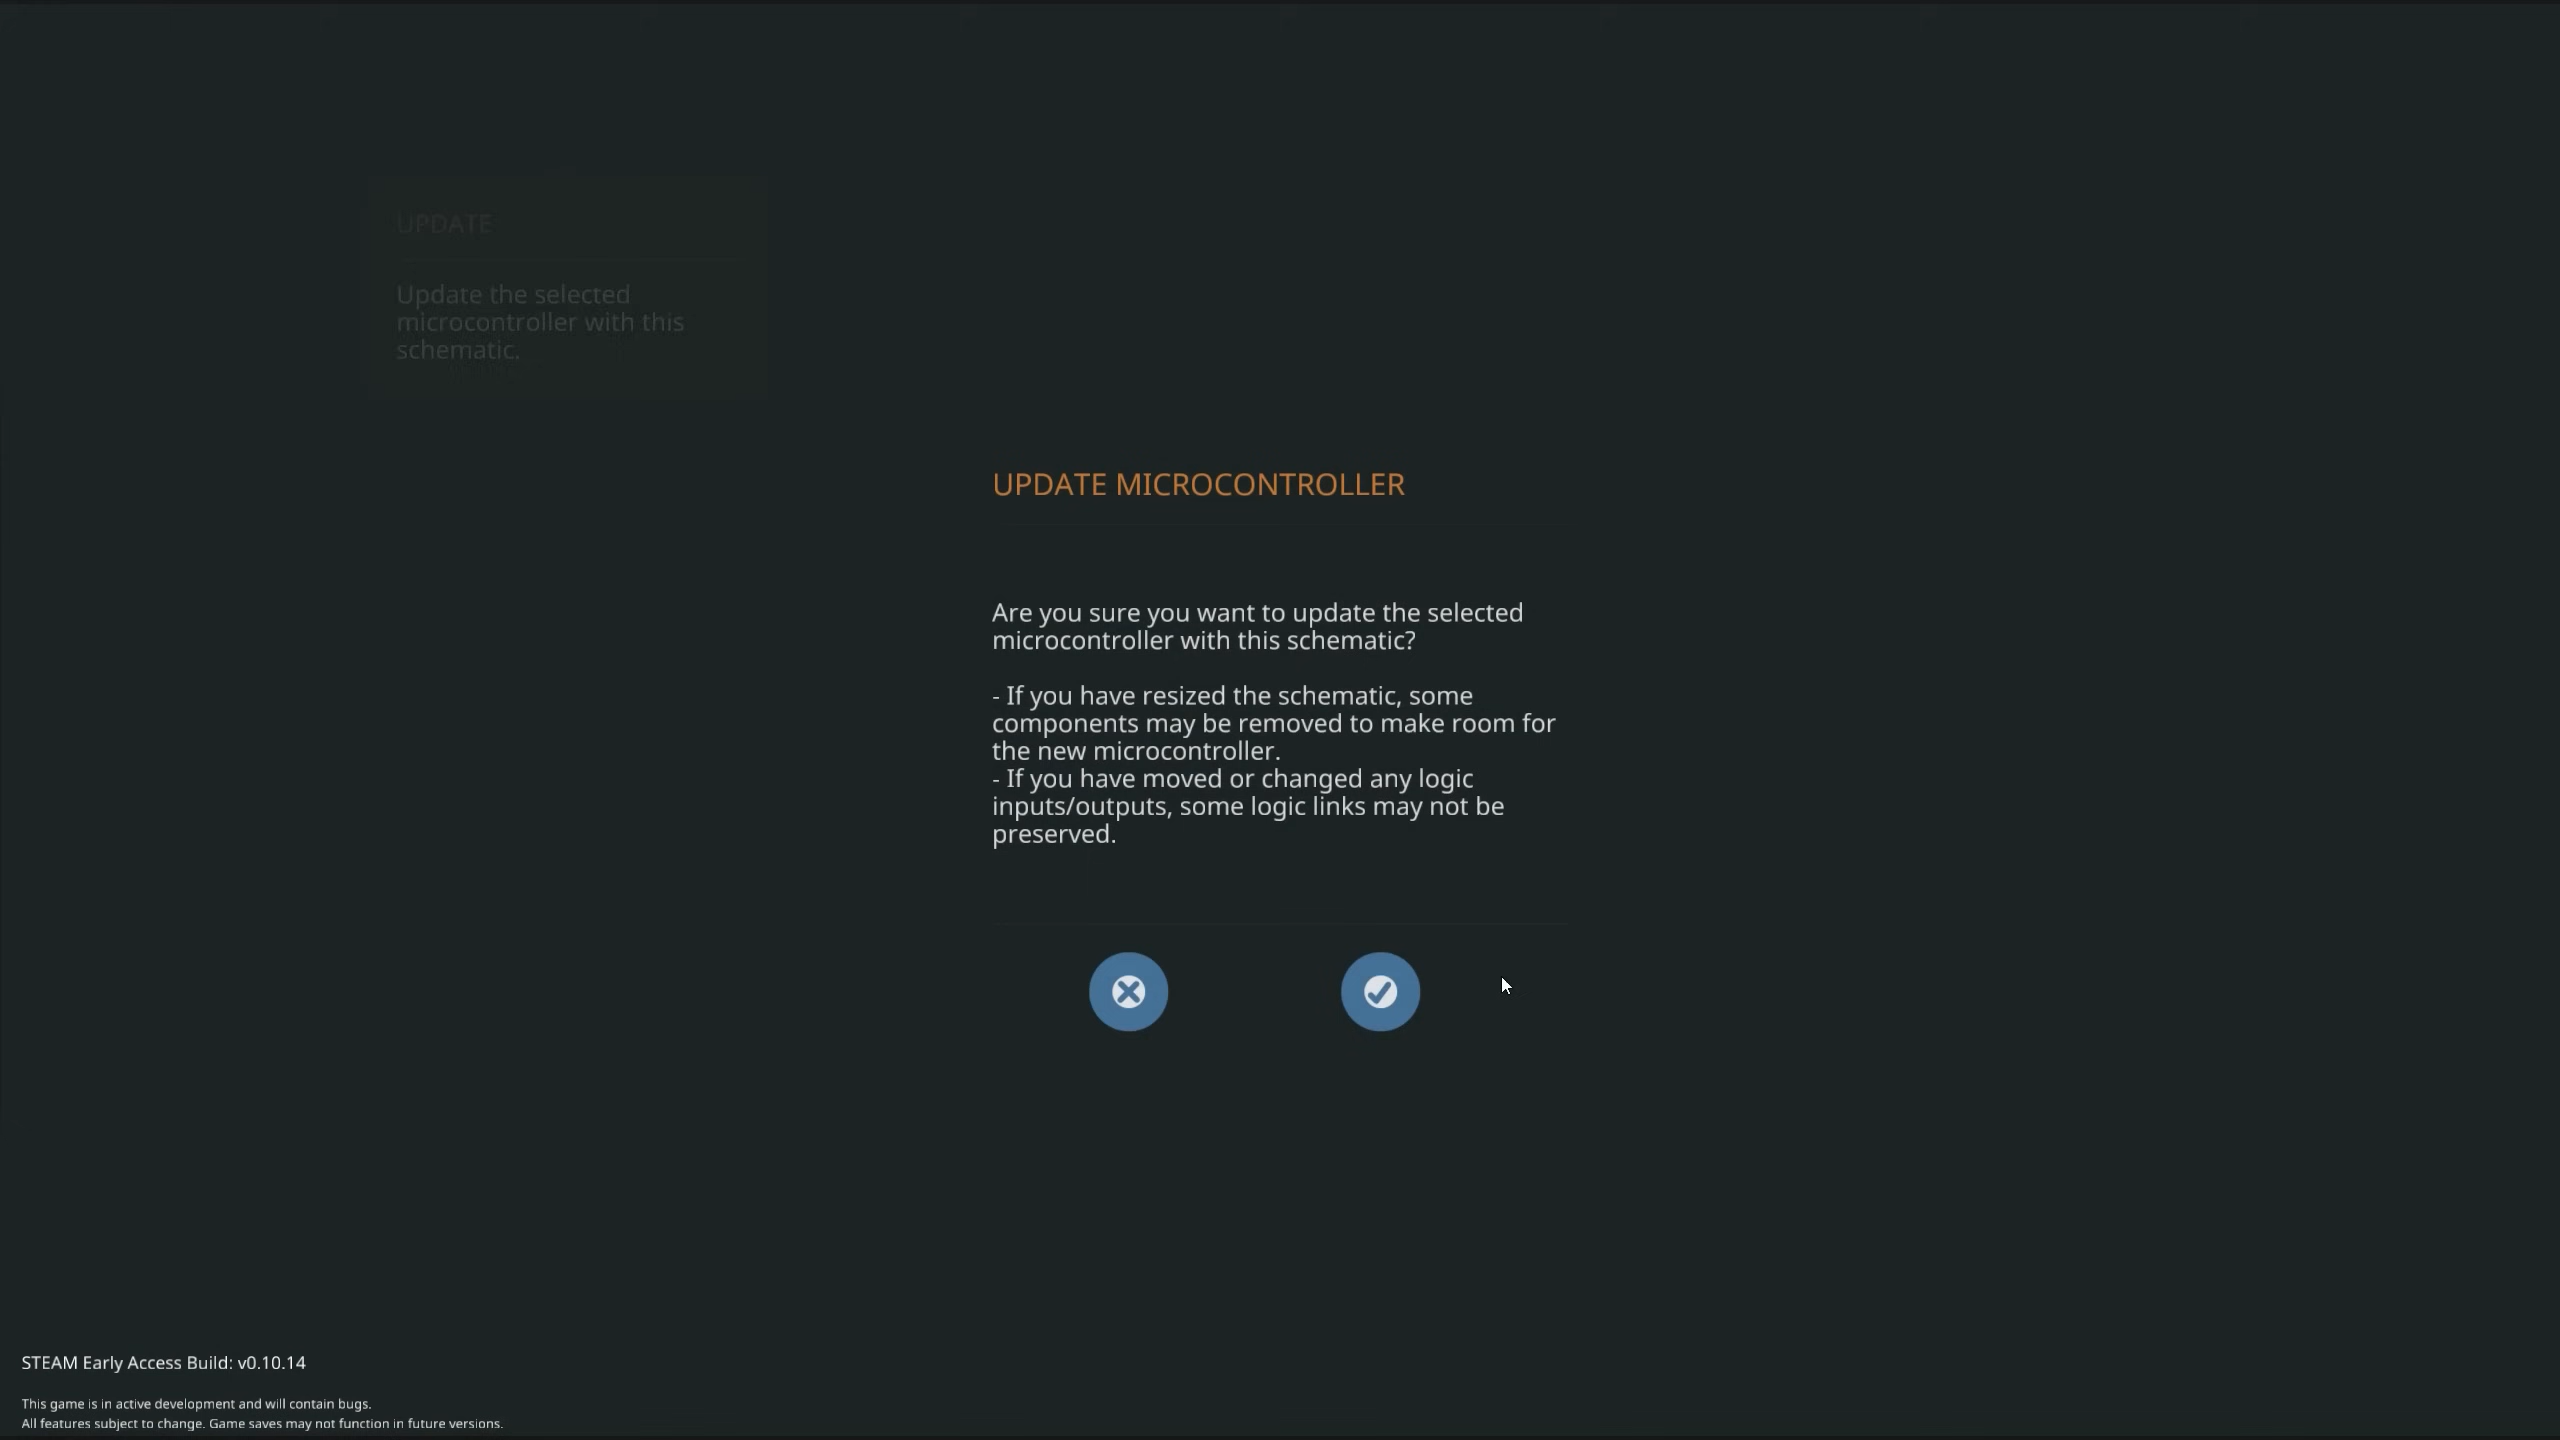 UPDATE
Update the selected
microcontroller with this
schematic.
UPDATE MICROCONTROLLER
Are you sure you want to update the selected
microcontroller with this schematic?
- If you have resized the schematic, some
components may be removed to make room for
the new microcontroller.
- If you have moved or changed any logic
inputs/outputs, some logic links may not be
preserved.
STEAM Early Access Build: v0.10.14
This game is in active development and will contain bugs.
All features subject to change. Game saves may not function in future versions.